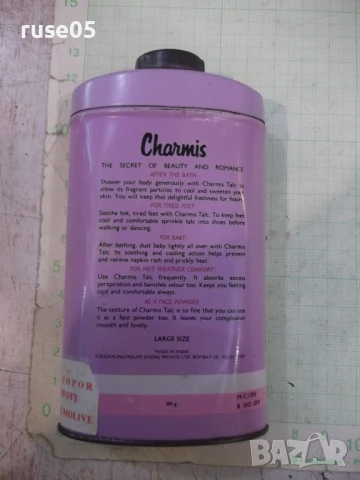 ruse05
Charmis
THE SECRET OF BEAUTY AND ROMANCE
AFTER THE BATH:
Shower your body generously with Charmis Talc to
allow its fragrant particles to cool and sweeten your
skin. You will keep that delightful freshness for hours.
FOR TIRED FEET:
Soothe hot, tired feet with Charmis Talc. To keep feet
cool and comfortable sprinkle talc into shoes before
walking or dancing
FOR BABY:
After bathing, dust baby lightly all over with Charmis
Talc. Its soothing and cooling action helps prevent
and relieve napkin rash and prickly heat.
FOR HOT WEATHER COMFORT:
Use Charmis Talc frequently. It absorbs excess
perspiration and banishes odour too. Keeps you feeling
cool and comfortable always.
AS A FACE POWDER:
The texture of Charmis Talc is so fine that you can use
it as a face powder too. It leaves your complexion
smooth and lovely
LARGE SIZE
MADE IN INDIA
COLGATE-PALMOLIVE (INDIA) PRIVATE LTD. BOMBAY
BAZAR